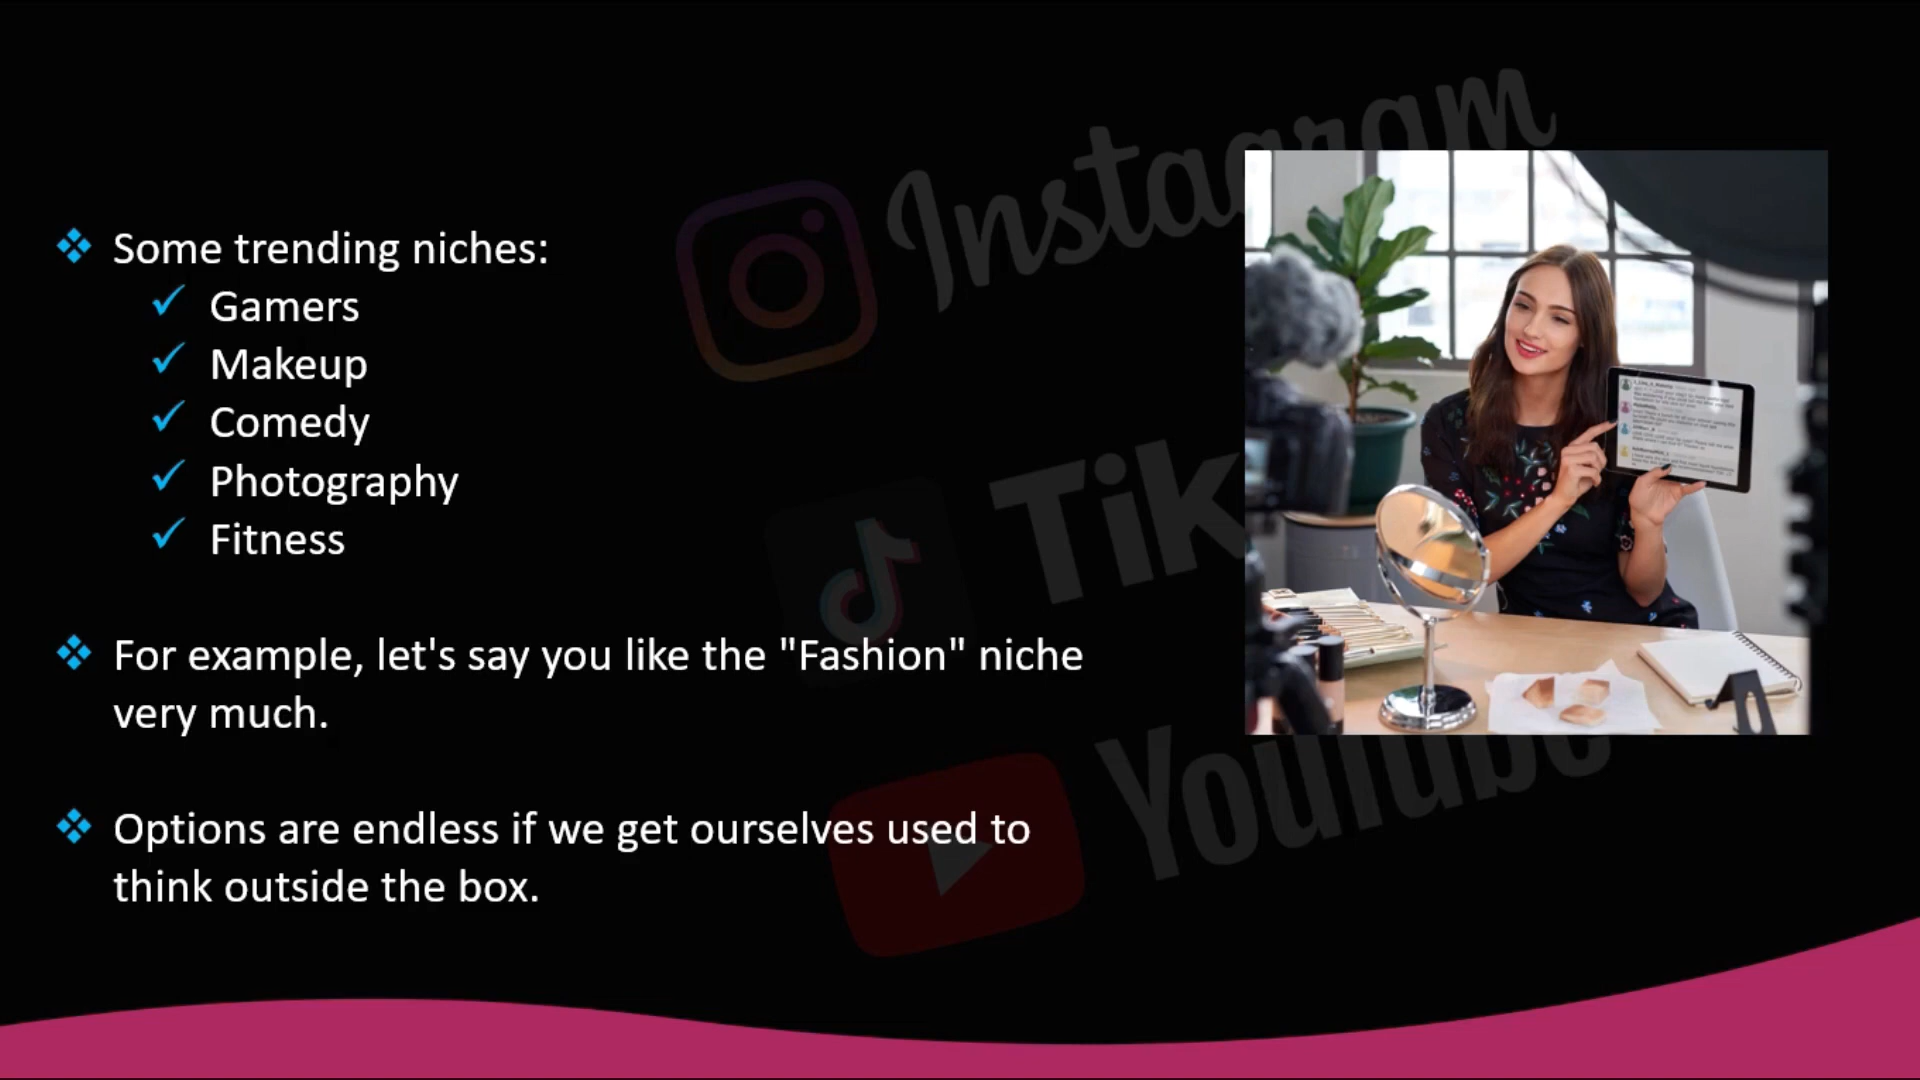 Instagram
Some trending niches:
Gamers
Makeup
Comedy
Photography
Fitness
Tik
For example, let's say you like the "Fashion" niche
very much.
YouTube
Options are endless if we get ourselves used to
think outside the box.